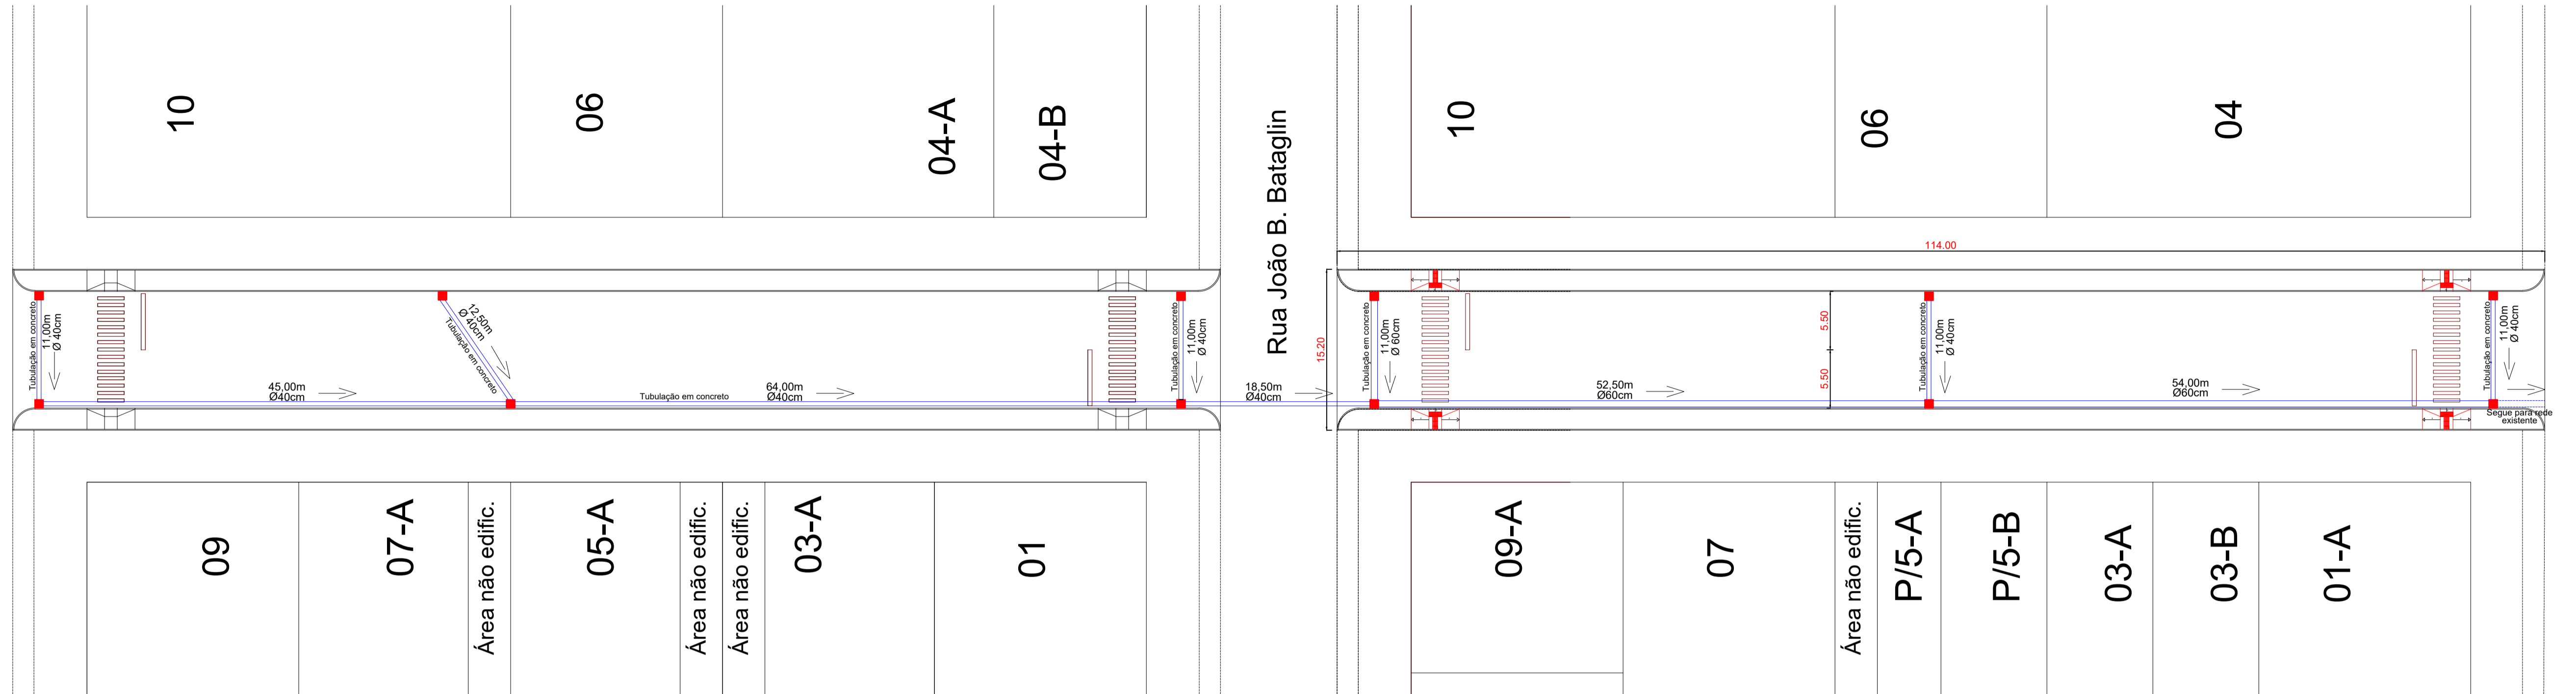 10
06
04-A
04-B
Rua João B. Bataglin
10
06
04
114.00
15.20
5.50
5.50
Tubulação em concreto
11,00m
Ø 40cm
12,50m
Ø 40cm
Tubulação em concreto
Tubulação em concreto
11,00m
Ø 40cm
Tubulação em concreto
11,00m
Ø 60cm
11,00m
Ø 40cm
Tubulação em concreto
11,00m
Ø 40cm
45,00m
Ø40cm
Tubulação em concreto
64,00m
Ø40cm
18,50m
Ø40cm
52,50m
Ø60cm
54,00m
Ø60cm
Segue para rede
existente
09
07-A
Área não edific.
05-A
Área não edific.
Área não edific.
03-A
01
09-A
07
Área não edific.
P/5-A
P/5-B
03-A
03-B
01-A